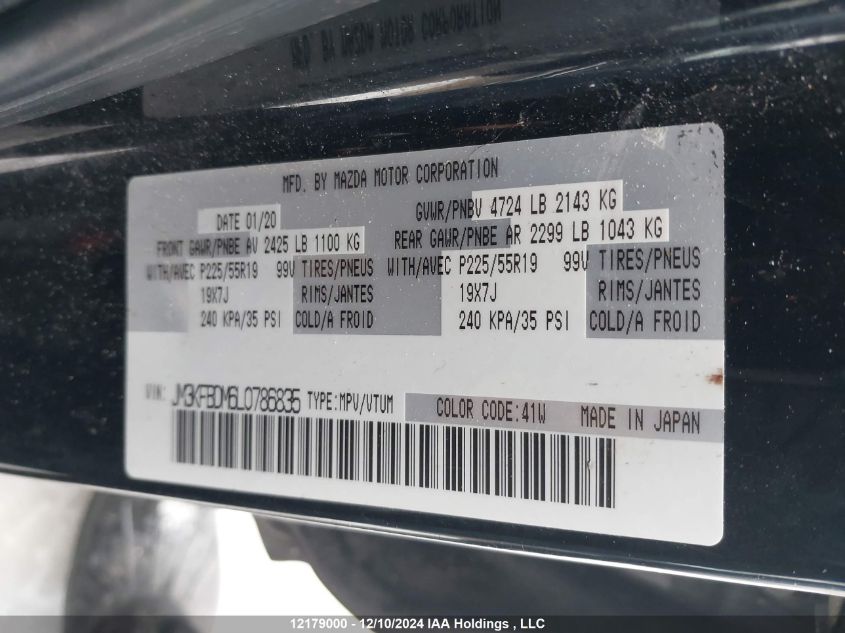 MFD. BY MAZDA MOTOR CORPORATION
DATE 01/20 GVWR/PNBV 4724 LB 2143 KG
FRONT GAWR/PNBE AV 2425 LB 1100 KG REAR GAWR/PNBE AR 2299 LB 1043 KG
WITH/AVEC P225/55R19 99V TIRES/PNEUS WITH/AVEC P225/55R19 99V TIRES/PNEUS
19X7J RIMS/JANTES 19X7J RIMS/JANTES
240 KPA/35 PSI COLD/A FROID 240 KPA/35 PSI COLD/A FROID
VIN: JM3KFBDM6L0786835 TYPE:MPV/VTUM COLOR CODE:41W MADE IN JAPAN
12179000 - 12/10/2024 IAA Holdings , LLC